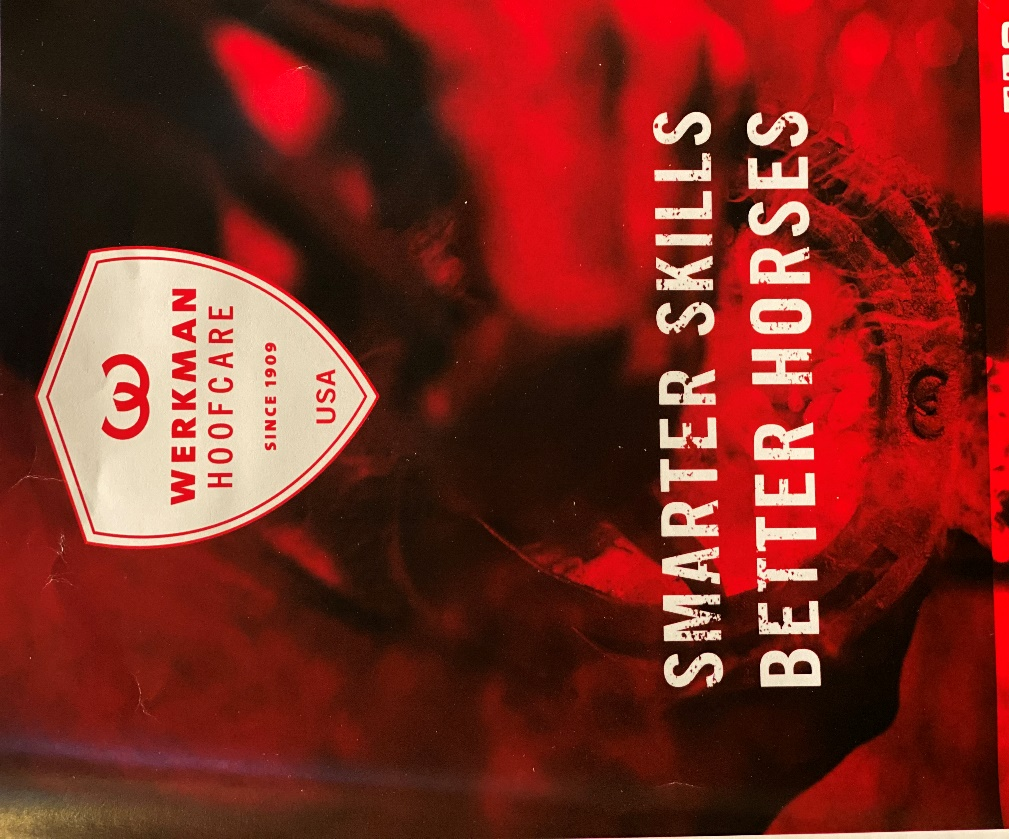 WERKMAN
HOOFCARE
SINCE 1909
USA
SMARTER SKILLS
BETTER HORSES